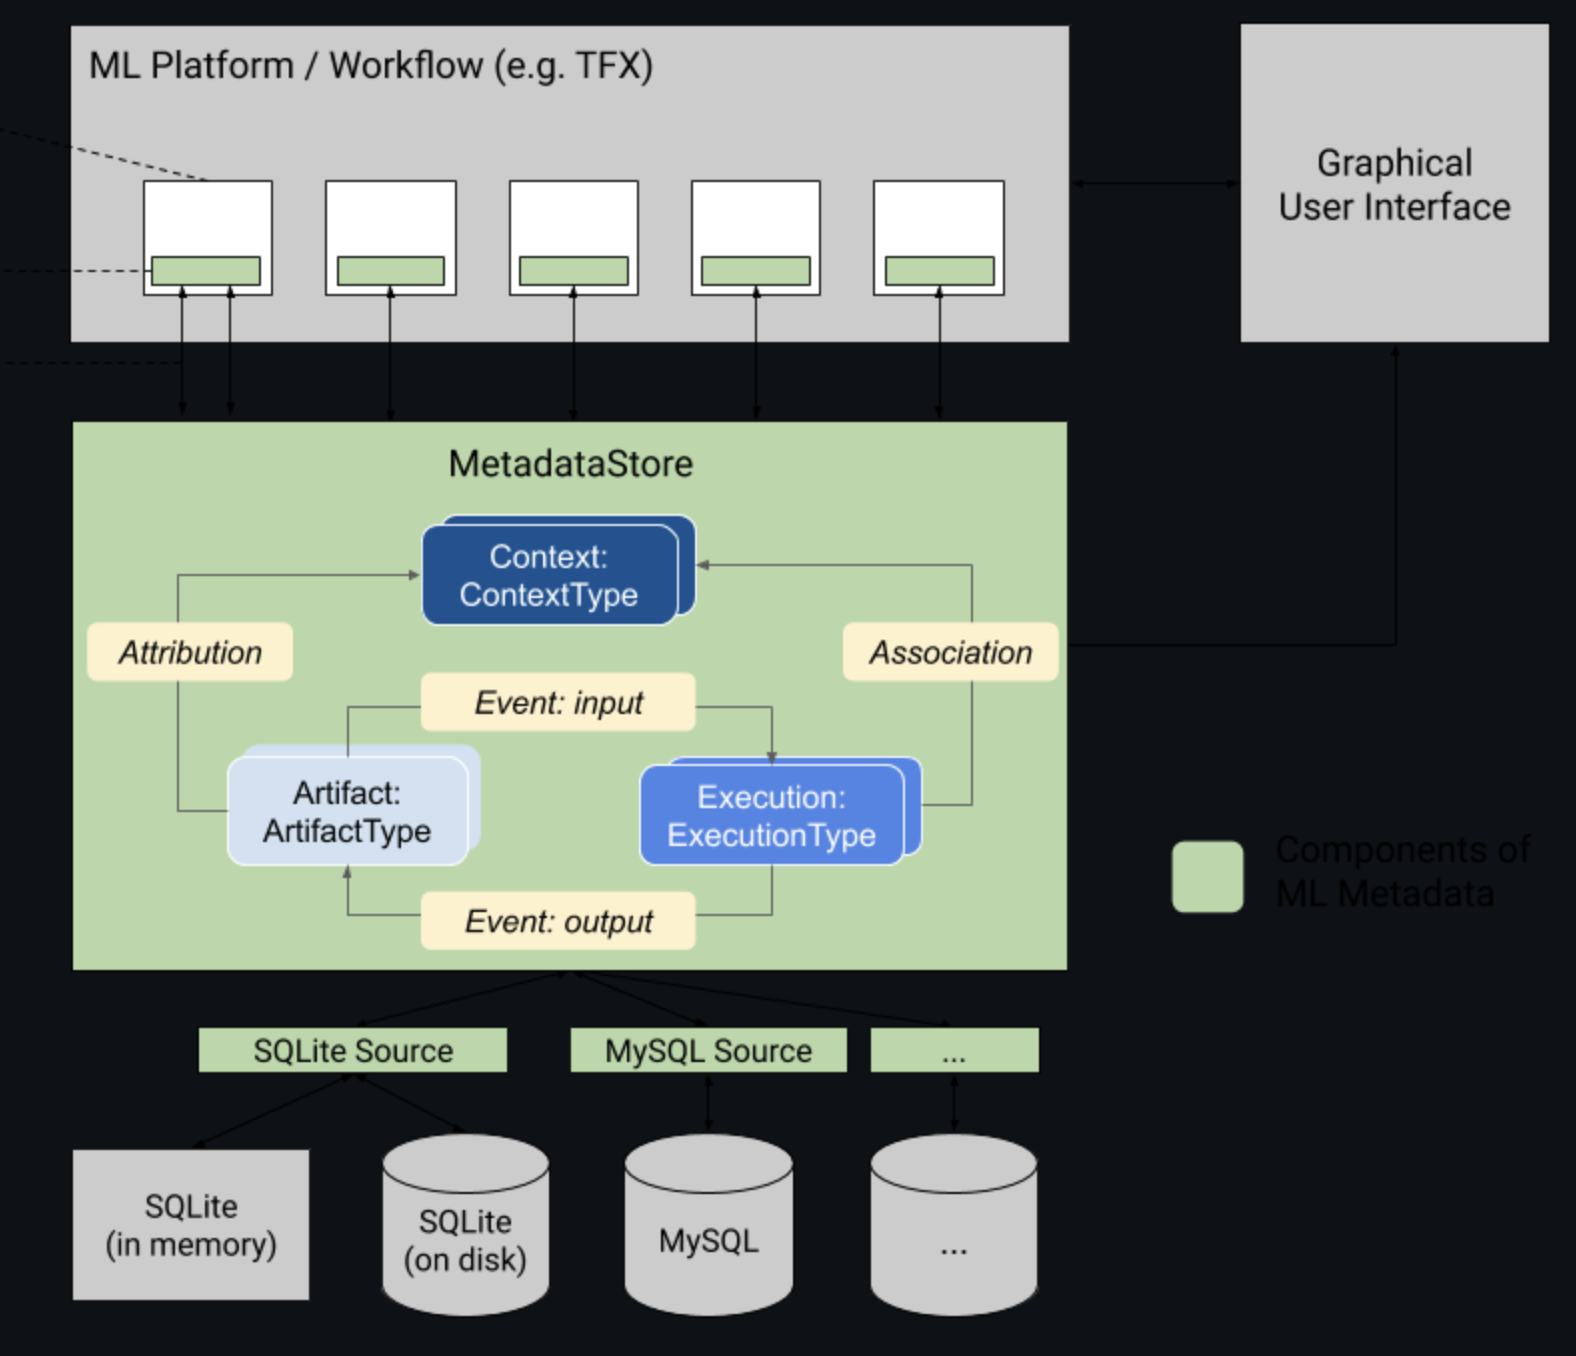 ML Platform / Workflow (e.g. TFX)
Graphical
User Interface
MetadataStore
Context:
ContextType
Attribution
Association
Event: input
Artifact:
ArtifactType
Execution:
ExecutionType
Event: output
Components of
ML Metadata
SQLite Source
MySQL Source
...
SQLite
(in memory)
SQLite
(on disk)
MySQL
...